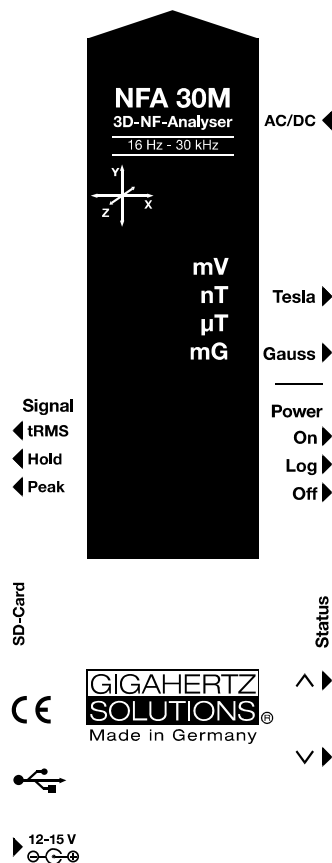 NFA 30M
3D-NF-Analyser
16 Hz - 30 kHz
AC/DC
Y
Z
X
mV
nT
µT
mG
Tesla
Gauss
Signal
tRMS
Hold
Peak
Power
On
Log
Off
SD-Card
Status
CE
GIGAHERTZ
SOLUTIONS®
Made in Germany
12-15 V